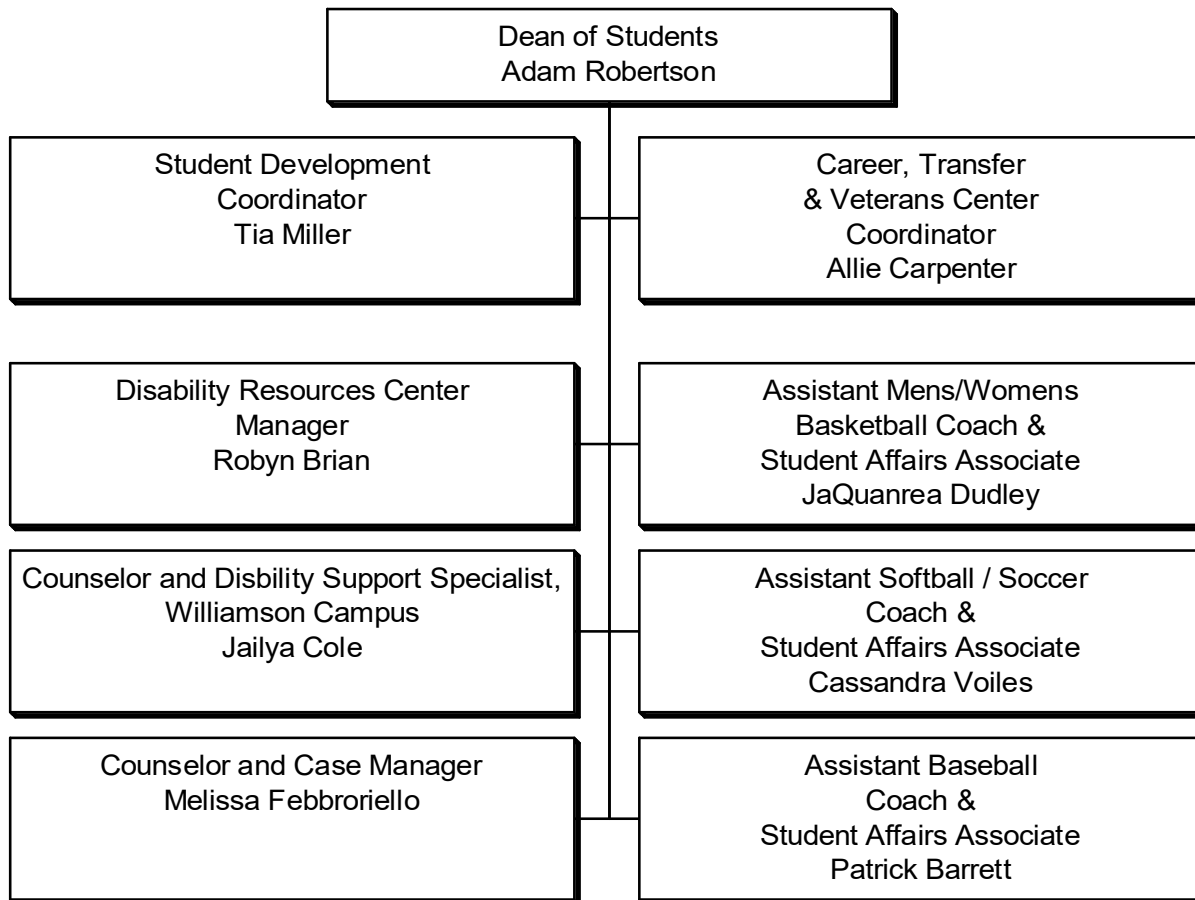 Dean of Students
Adam Robertson
Student Development
Coordinator
Tia Miller
Career, Transfer
& Veterans Center
Coordinator
Allie Carpenter
Disability Resources Center
Manager
Robyn Brian
Assistant Mens/Womens
Basketball Coach &
Student Affairs Associate
JaQuanrea Dudley
Counselor and Disbility Support Specialist,
Williamson Campus
Jailya Cole
Assistant Softball / Soccer
Coach &
Student Affairs Associate
Cassandra Voiles
Counselor and Case Manager
Melissa Febbroriello
Assistant Baseball
Coach &
Student Affairs Associate
Patrick Barrett